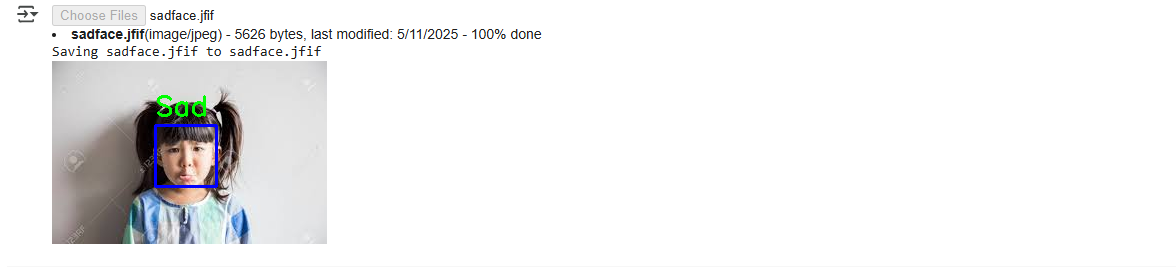 Choose Files sadface.jfif
• sadface.jfif(image/jpeg) - 5626 bytes, last modified: 5/11/2025 - 100% done
Saving sadface.jfif to sadface.jfif
Sad
123RF